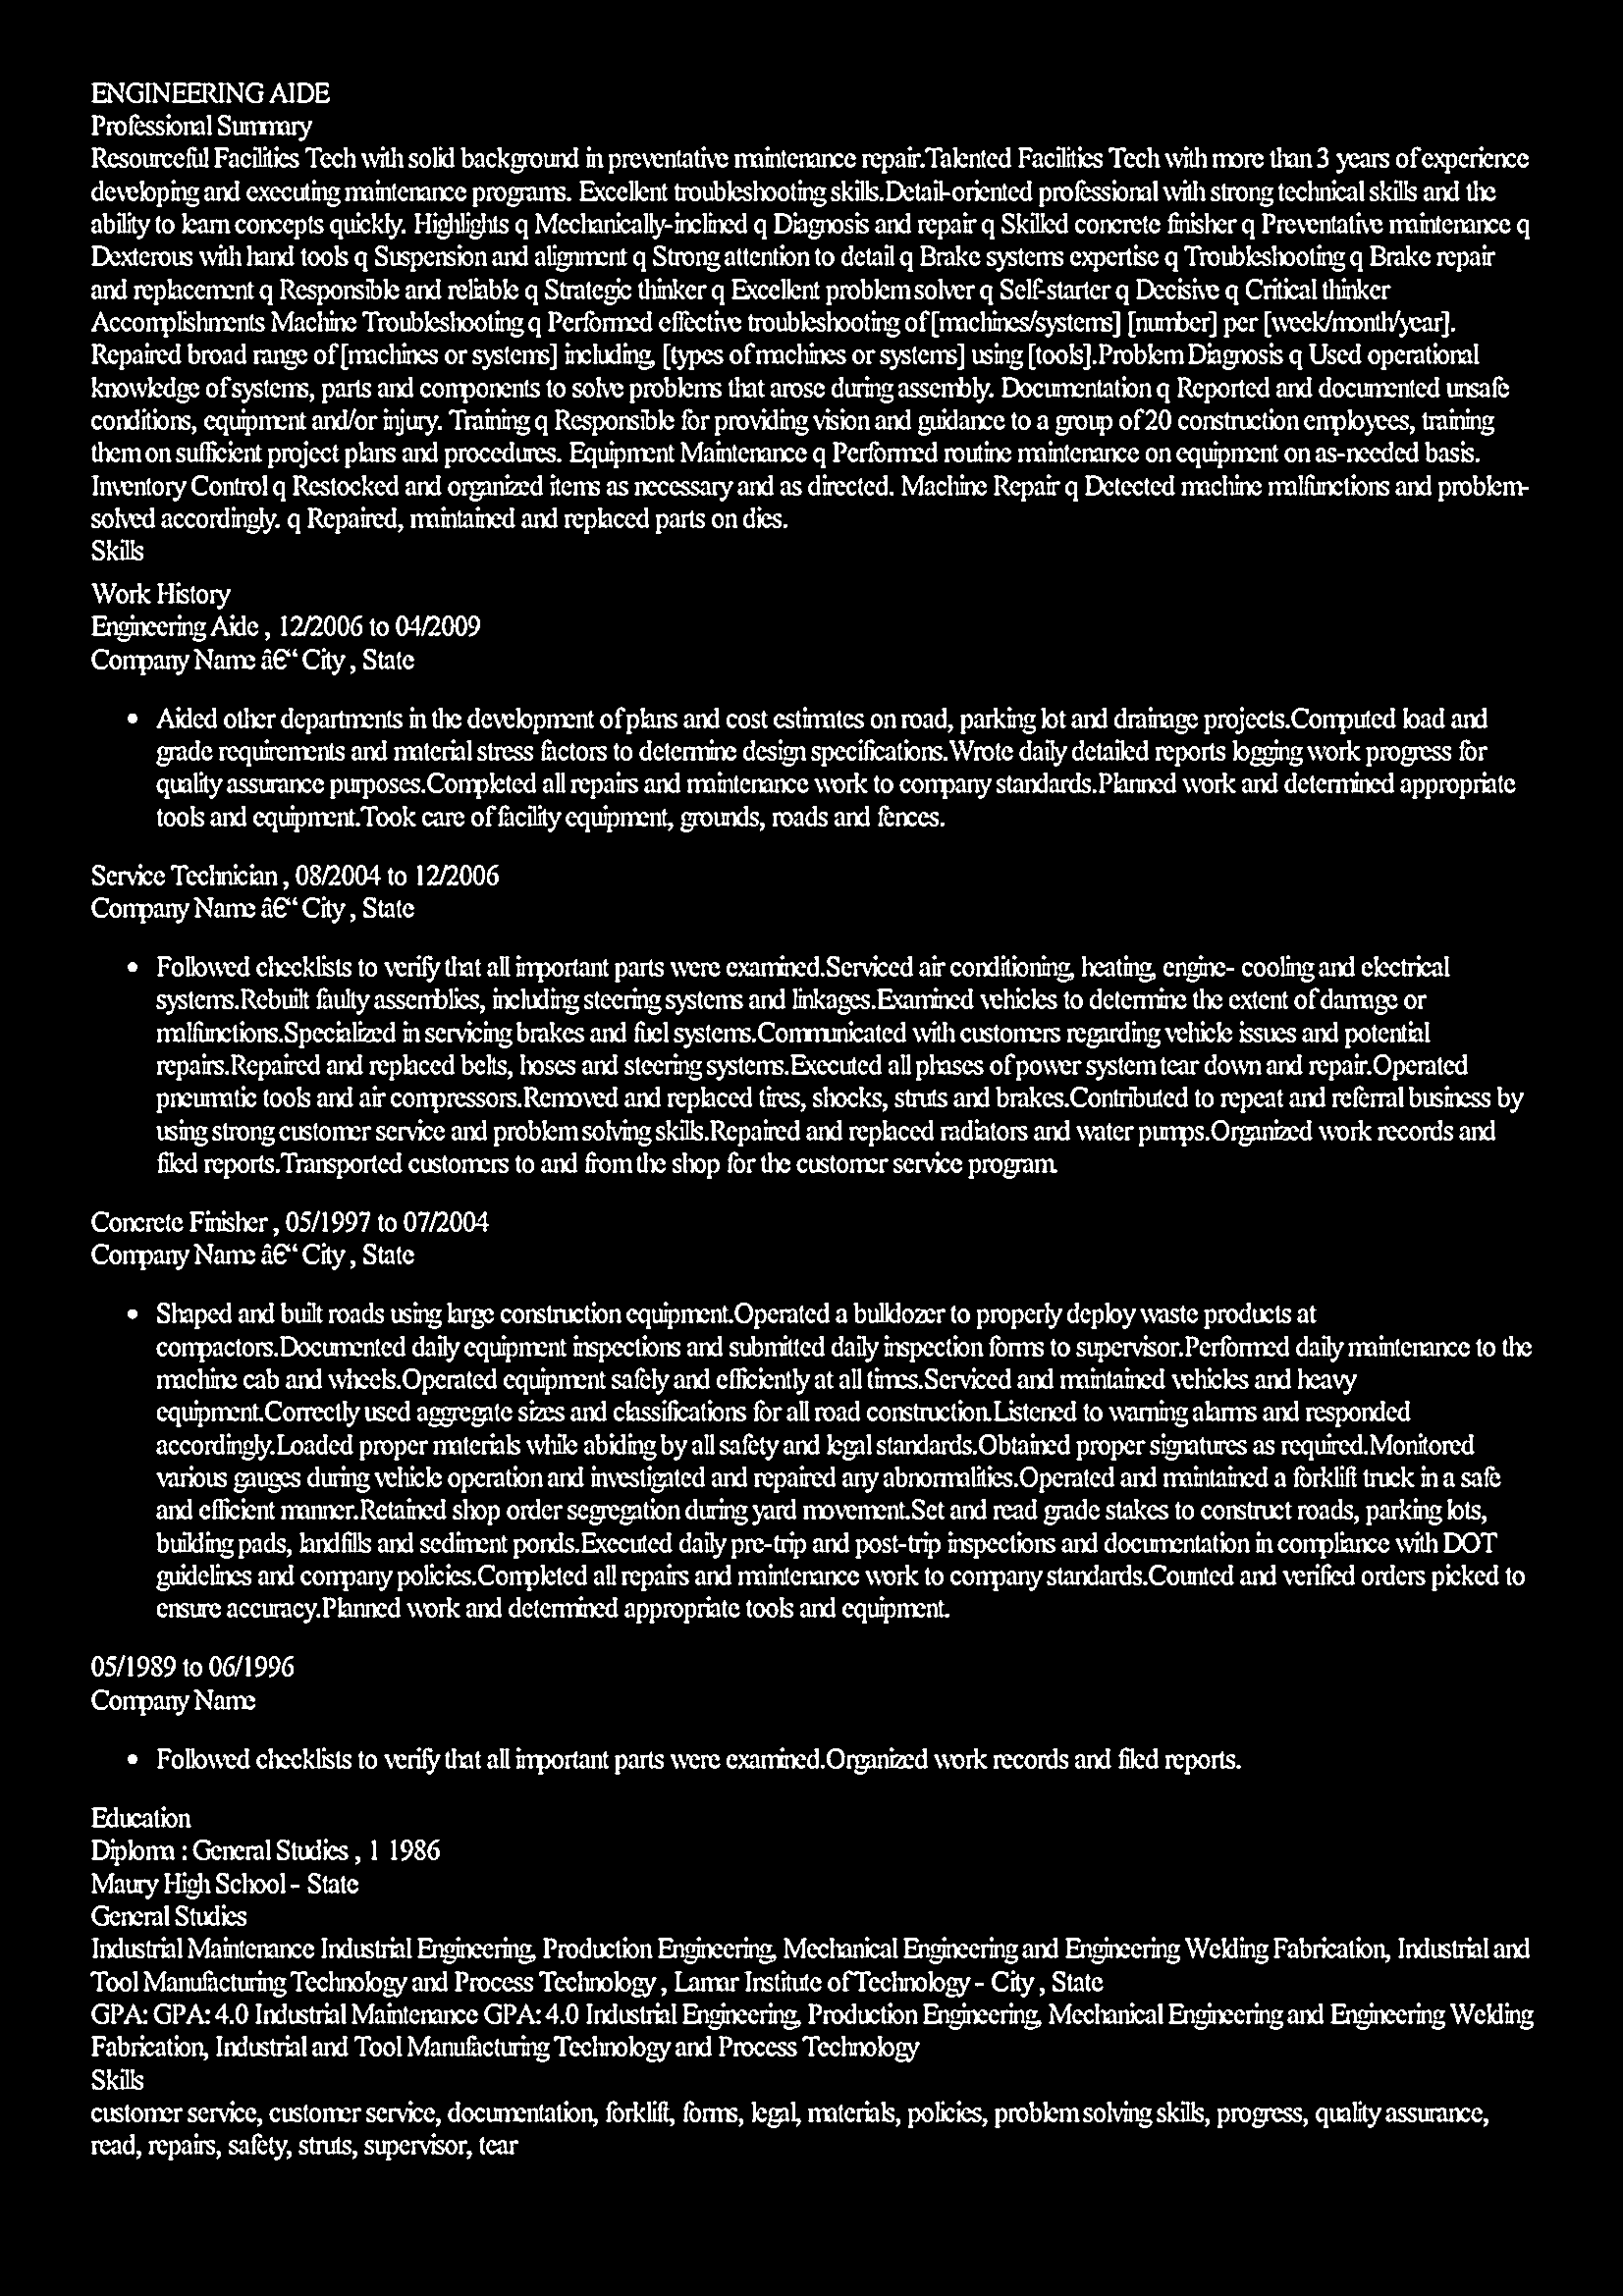 ENGINEERING AIDE
Professional Summary
Resourceful Facilities Tech with solid background in preventative maintenance repair.Talented Facilities Tech with more than 3 years of experience
developing and executing maintenance programs. Excellent troubleshooting skills.Detail-oriented professional with strong technical skills and the
ability to learn concepts quickly. Highlights q Mechanically-inclined q Diagnosis and repair q Skilled concrete finisher q Preventative maintenance q
Dexterous with hand tools q Suspension and alignment q Strong attention to detail q Brake systems expertise q Troubleshooting q Brake repair
and replacement q Responsible and reliable q Strategic thinker q Excellent problem solver q Self-starter q Decisive q Critical thinker
Accomplishments Machine Troubleshooting q Performed effective troubleshooting of [machines/systems] [number] per [week/month/year].
Repaired broad range of [machines or systems] including, [types of machines or systems] using [tools].Problem Diagnosis q Used operational
knowledge of systems, parts and components to solve problems that arose during assembly. Documentation q Reported and documented unsafe
conditions, equipment and/or injury. Training q Responsible for providing vision and guidance to a group of 20 construction employees, training
them on sufficient project plans and procedures. Equipment Maintenance q Performed routine maintenance on equipment on as-needed basis.
Inventory Control q Restocked and organized items as necessary and as directed. Machine Repair q Detected machine malfunctions and problem-
solved accordingly. q Repaired, maintained and replaced parts on dies.
Skills
Work History
Engineering Aide , 12/2006 to 04/2009
Company Name â€“ City , State
• Aided other departments in the development of plans and cost estimates on road, parking lot and drainage projects.Computed load and
grade requirements and material stress factors to determine design specifications.Wrote daily detailed reports logging work progress for
quality assurance purposes.Completed all repairs and maintenance work to company standards.Planned work and determined appropriate
tools and equipment.Took care of facility equipment, grounds, roads and fences.
Service Technician , 08/2004 to 12/2006
Company Name â€“ City , State
• Followed checklists to verify that all important parts were examined.Serviced air conditioning, heating, engine- cooling and electrical
systems.Rebuilt faulty assemblies, including steering systems and linkages.Examined vehicles to determine the extent of damage or
malfunctions.Specialized in servicing brakes and fuel systems.Communicated with customers regarding vehicle issues and potential
repairs.Repaired and replaced belts, hoses and steering systems.Executed all phases of power system tear down and repair.Operated
pneumatic tools and air compressors.Removed and replaced tires, shocks, struts and brakes.Contributed to repeat and referral business by
using strong customer service and problem solving skills.Repaired and replaced radiators and water pumps.Organized work records and
filed reports.Transported customers to and from the shop for the customer service program.
Concrete Finisher , 05/1997 to 07/2004
Company Name â€“ City , State
• Shaped and built roads using large construction equipment.Operated a bulldozer to properly deploy waste products at
compactors.Documented daily equipment inspections and submitted daily inspection forms to supervisor.Performed daily maintenance to the
machine cab and wheels.Operated equipment safely and efficiently at all times.Serviced and maintained vehicles and heavy
equipment.Correctly used aggregate sizes and classifications for all road construction.Listened to warning alarms and responded
accordingly.Loaded proper materials while abiding by all safety and legal standards.Obtained proper signatures as required.Monitored
various gauges during vehicle operation and investigated and repaired any abnormalities.Operated and maintained a forklift truck in a safe
and efficient manner.Retained shop order segregation during yard movement.Set and read grade stakes to construct roads, parking lots,
building pads, landfills and sediment ponds.Executed daily pre-trip and post-trip inspections and documentation in compliance with DOT
guidelines and company policies.Completed all repairs and maintenance work to company standards.Counted and verified orders picked to
ensure accuracy.Planned work and determined appropriate tools and equipment.
05/1989 to 06/1996
Company Name
• Followed checklists to verify that all important parts were examined.Organized work records and filed reports.
Education
Diploma : General Studies , 1 1986
Maury High School - State
General Studies
Industrial Maintenance Industrial Engineering, Production Engineering, Mechanical Engineering and Engineering Welding Fabrication, Industrial and
Tool Manufacturing Technology and Process Technology , Lamar Institute of Technology - City , State
GPA: GPA: 4.0 Industrial Maintenance GPA: 4.0 Industrial Engineering, Production Engineering, Mechanical Engineering and Engineering Welding
Fabrication, Industrial and Tool Manufacturing Technology and Process Technology
Skills
customer service, customer service, documentation, forklift, forms, legal, materials, policies, problem solving skills, progress, quality assurance,
read, repairs, safety, struts, supervisor, tear